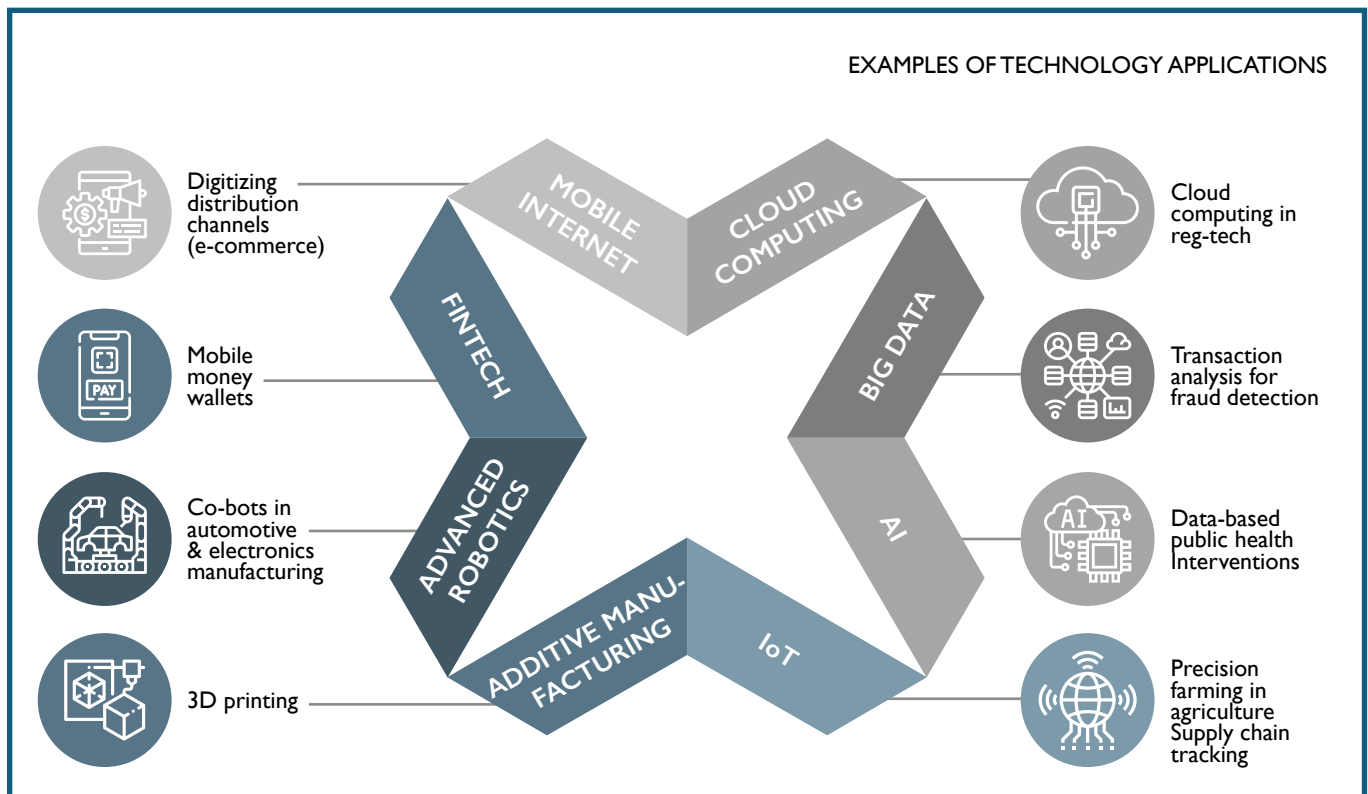 EXAMPLES OF TECHNOLOGY APPLICATIONS
Digitizing
distribution
channels
(e-commerce)
Mobile
money
wallets
PAY
Co-bots in
automotive
& electronics
manufacturing
3D printing
MOBILE
INTERNET
CLOUD
COMPUTING
FINTECH
BIG DATA
ADVANCED
ROBOTICS
AI
ADDITIVE MANU-
FACTURING
IoT
Cloud
computing in
reg-tech
Transaction
analysis for
fraud detection
AI
Data-based
public health
Interventions
Precision
farming in
agriculture
Supply chain
tracking